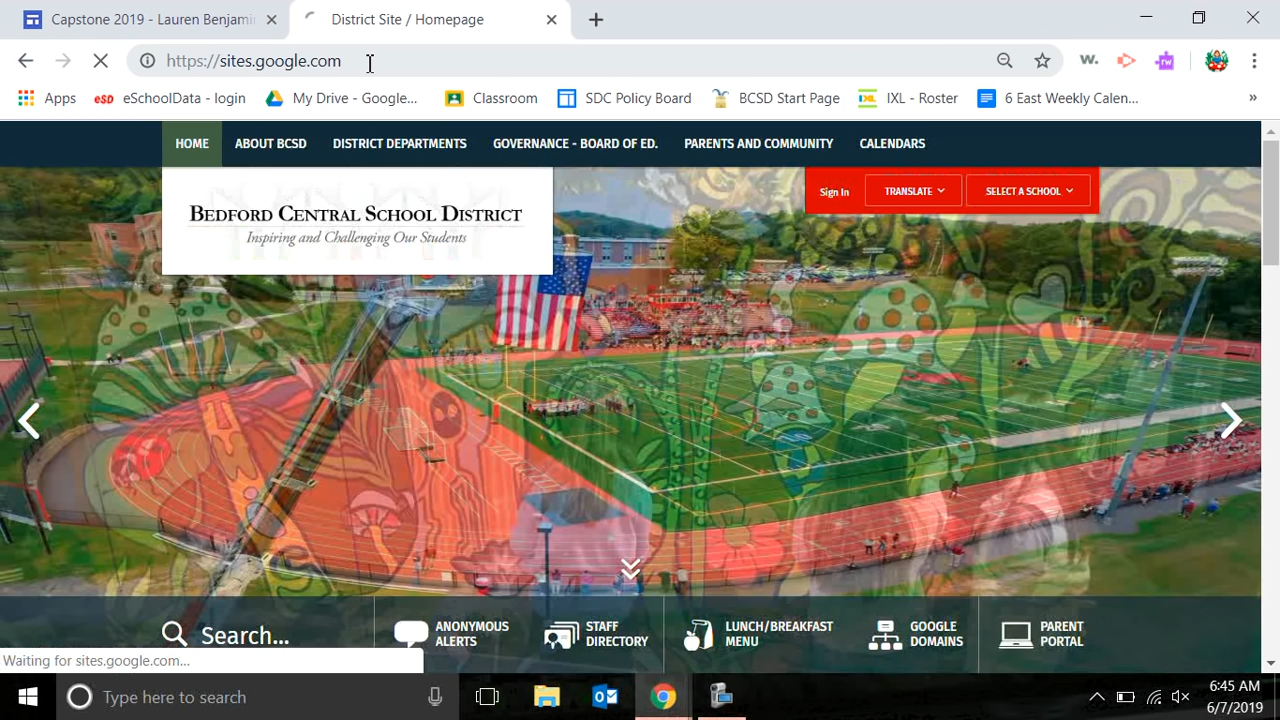 Capstone 2019 - Lauren Benjami
District Site / Homepage
https://sites.google.com
w.
rw
Apps
esD eSchoolData - login
My Drive - Google...
Classroom
SDC Policy Board
BCSD Start Page
IXL IXL - Roster
6 East Weekly Calen...
»
HOME
ABOUT BCSD
DISTRICT DEPARTMENTS
GOVERNANCE - BOARD OF ED.
PARENTS AND COMMUNITY
CALENDARS
BEDFORD CENTRAL SCHOOL DISTRICT
Inspiring and Challenging Our Students
Sign In
TRANSLATE
SELECT A SCHOOL
Search...
ANONYMOUS
ALERTS
STAFF
DIRECTORY
LUNCH/BREAKFAST
MENU
GOOGLE
DOMAINS
PARENT
PORTAL
Waiting for sites.google.com...
Type here to search
6:45 AM
6/7/2019